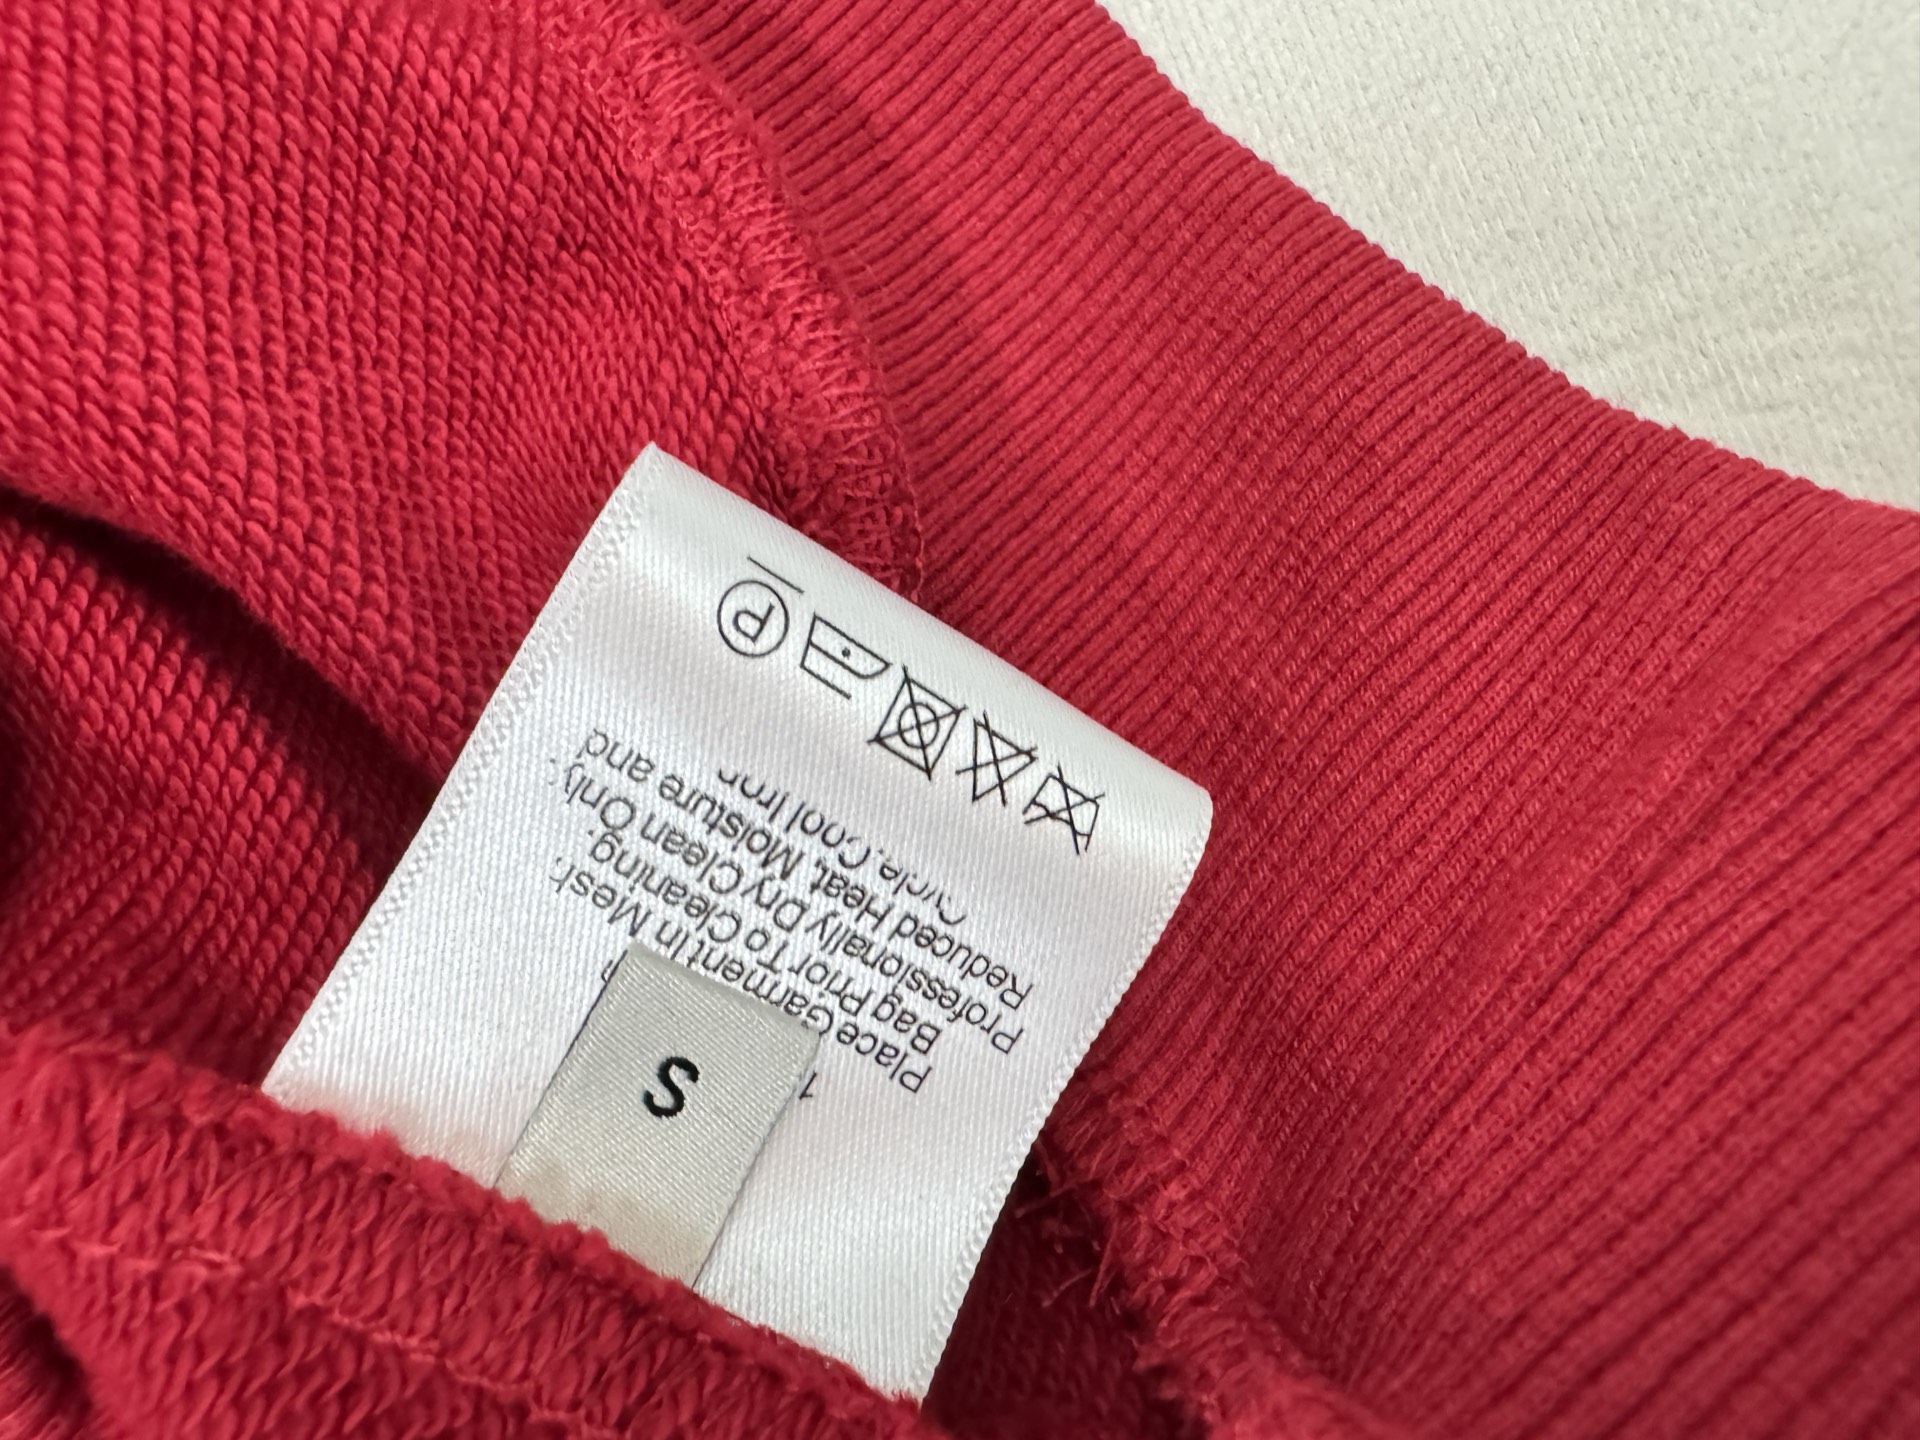 S
Place Garment In Mesh
Bag Prior To Cleaning.
Professionally Dry Clean Only.
Reduced Heat, Moisture and
Cycle. Cool Iron
P